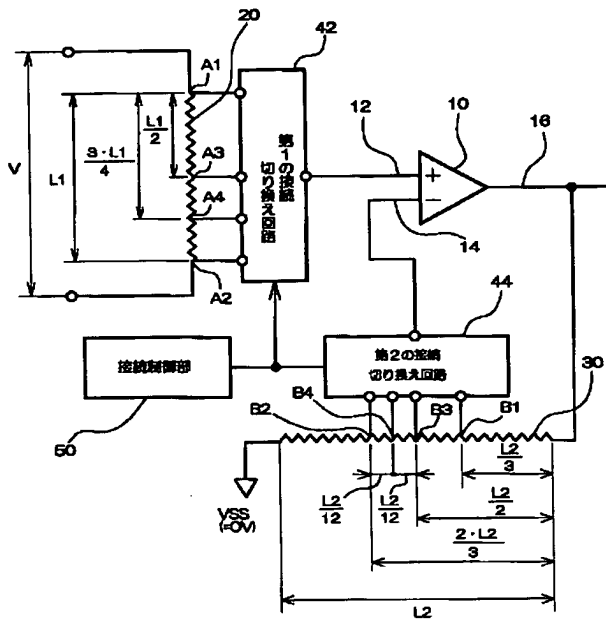 20
42
A1
V
L1
3・L1
4
L1
2
A3
A4
A2
第1の接続
切り換え回路
12
10
16
+
−
14
44
接続制御部
50
第2の接続
切り換え回路
B2
B4
B3
B1
30
VSS
(=0V)
L2
12
L2
12
L2
3
L2
2
2・L2
3
L2